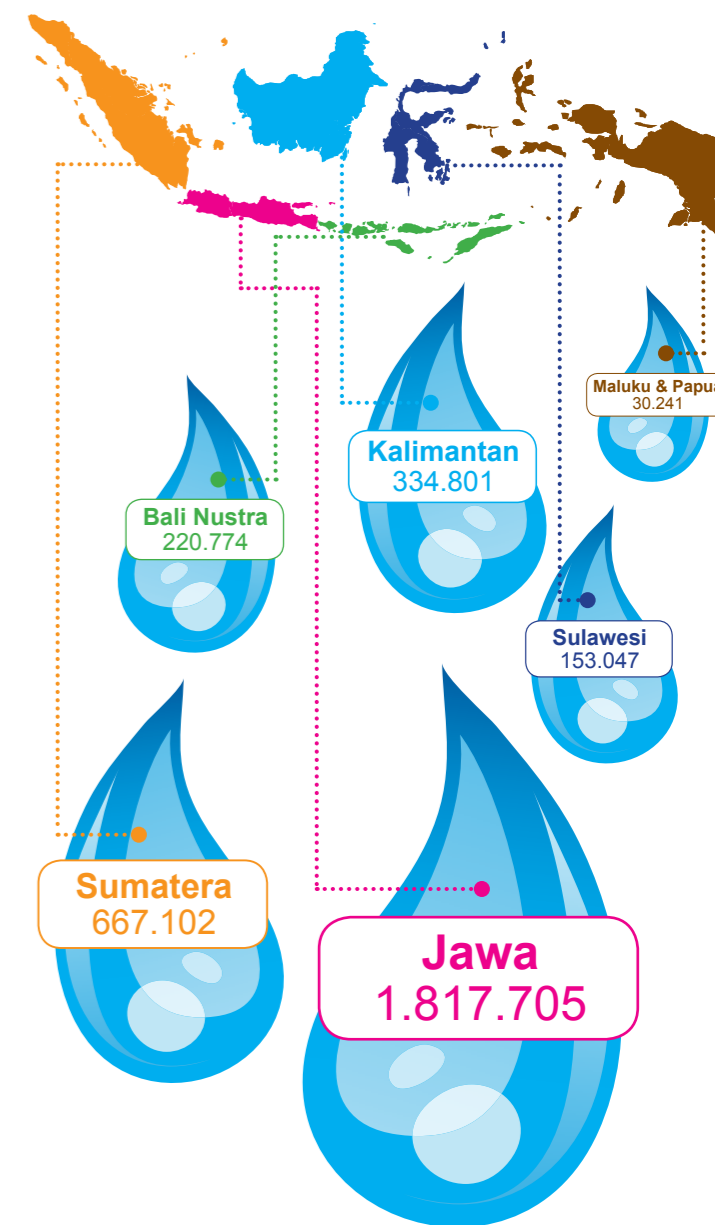 Maluku & Papua
30.241
Kalimantan
334.801
Bali Nustra
220.774
Sulawesi
153.047
Sumatera
667.102
Jawa
1.817.705